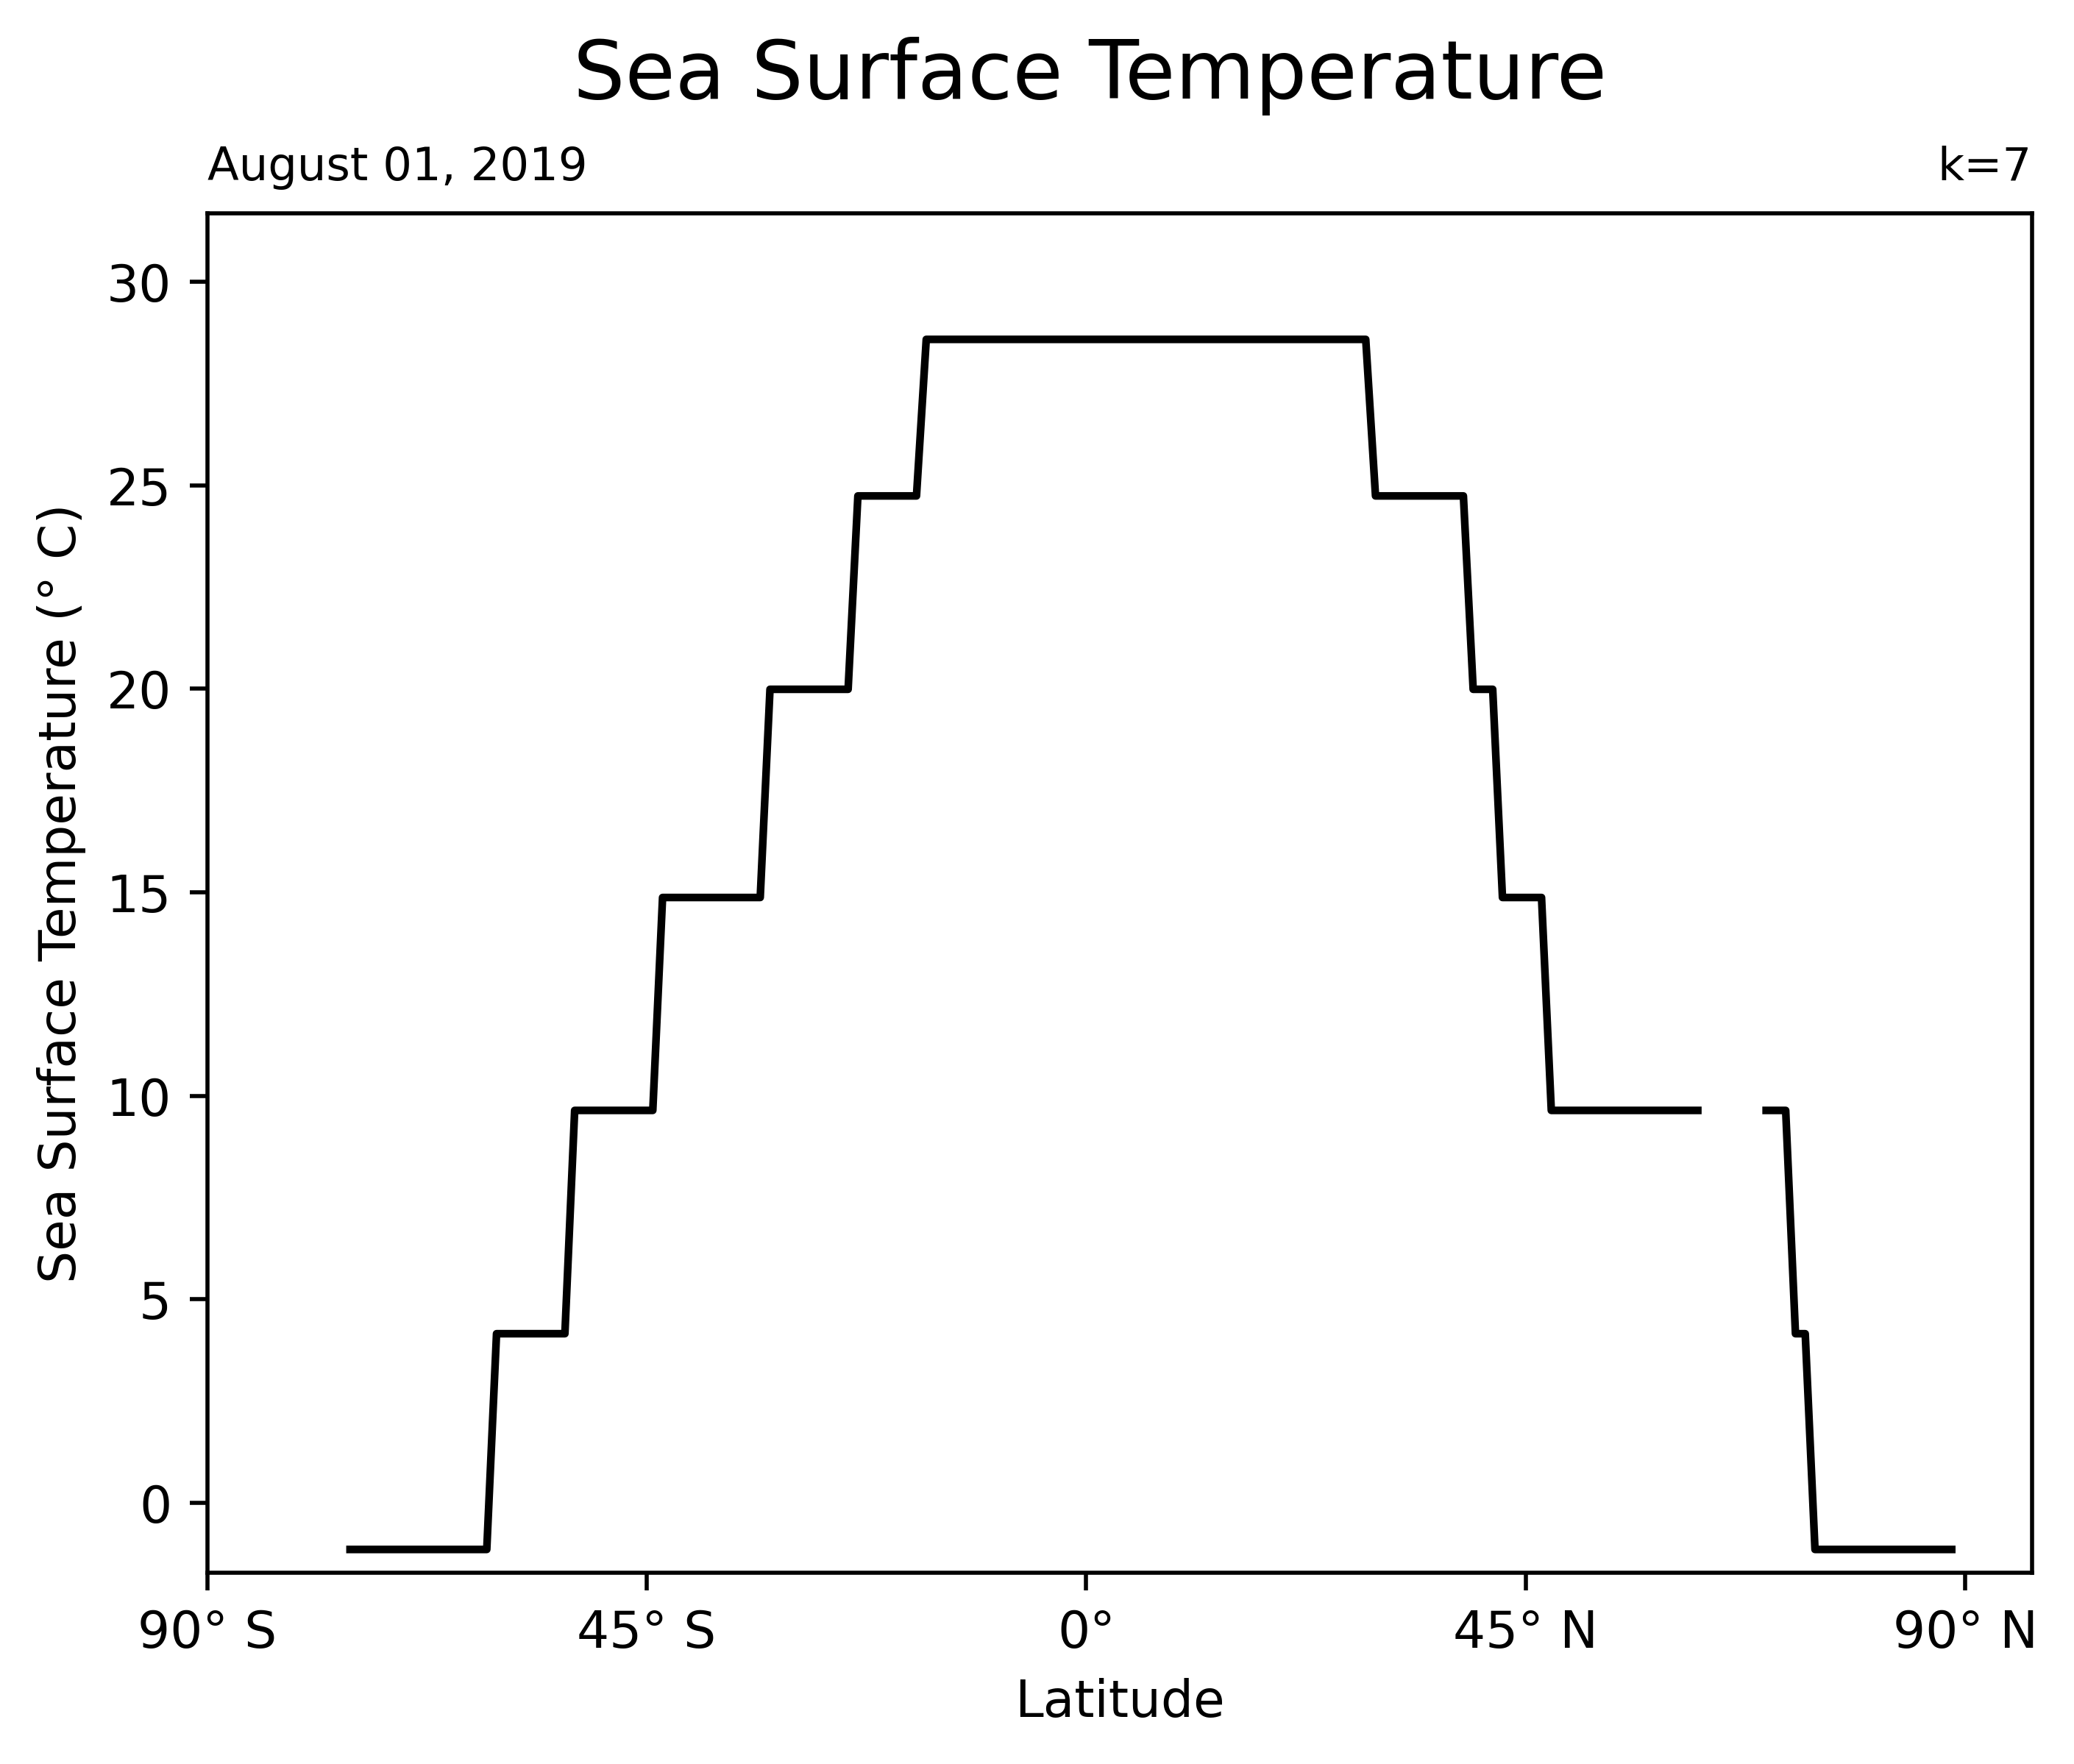 Sea Surface Temperature
August 01, 2019
k=7
30
25
20
15
10
5
0
Sea Surface Temperature (° C)
90° S
45° S
0°
45° N
90° N
Latitude